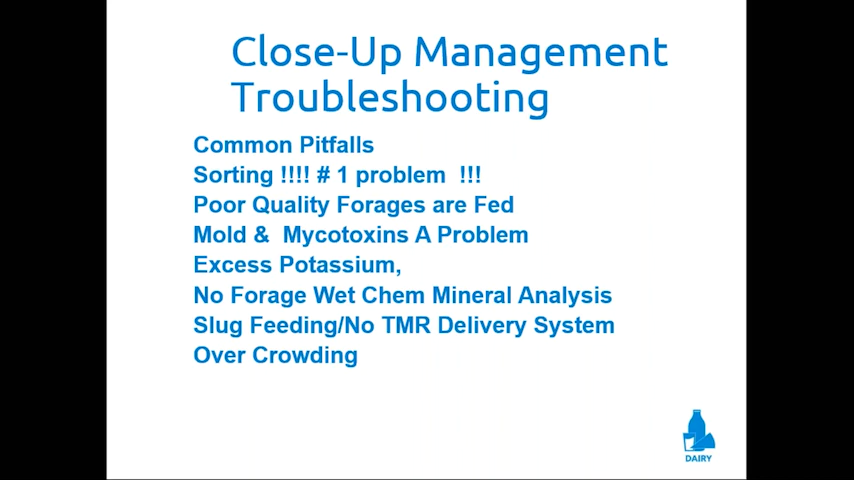 Close-Up Management
Troubleshooting
Common Pitfalls
Sorting !!!! # 1 problem  !!!
Poor Quality Forages are Fed
Mold &  Mycotoxins A Problem
Excess Potassium,
No Forage Wet Chem Mineral Analysis
Slug Feeding/No TMR Delivery System
Over Crowding
DAIRY